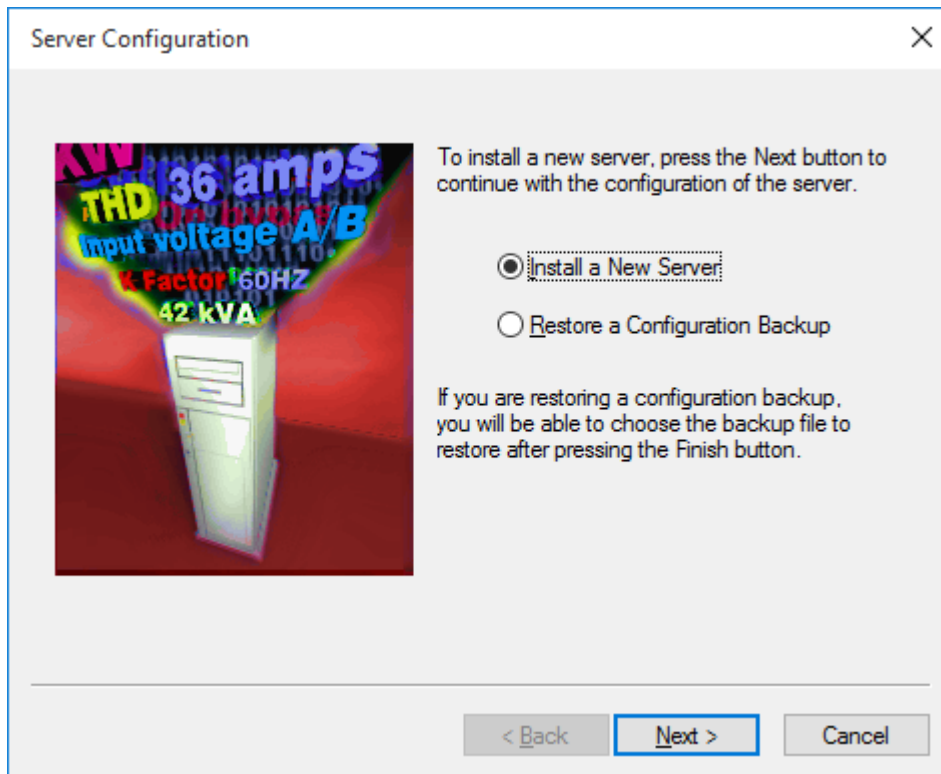 Server Configuration
KW
36 amps
THD
On bypass
Input voltage A/B
K Factor 60HZ
42 kVA
To install a new server, press the Next button to
continue with the configuration of the server.
Install a New Server
Restore a Configuration Backup
If you are restoring a configuration backup,
you will be able to choose the backup file to
restore after pressing the Finish button.
< Back
Next >
Cancel